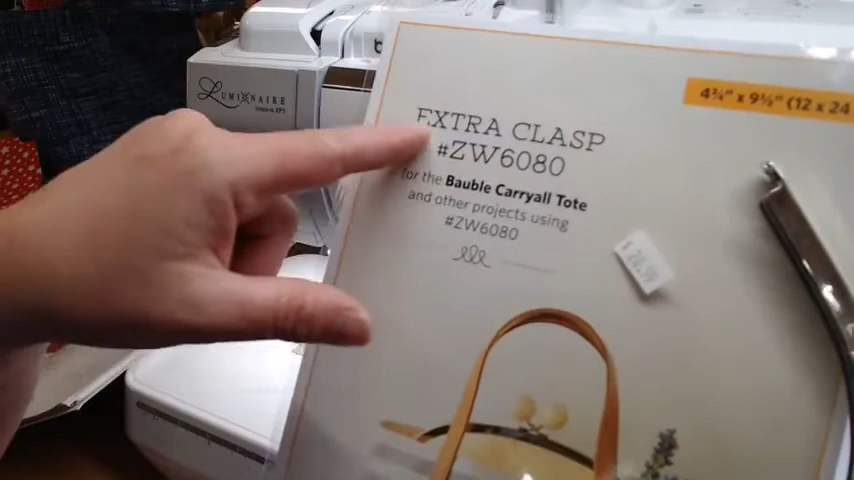 LUMINAIRE
EXTRA CLASP
#ZW6080
4¾" x 9½" (12 x 24
for the Bauble Carryall Tote
and other projects using
#ZW6080